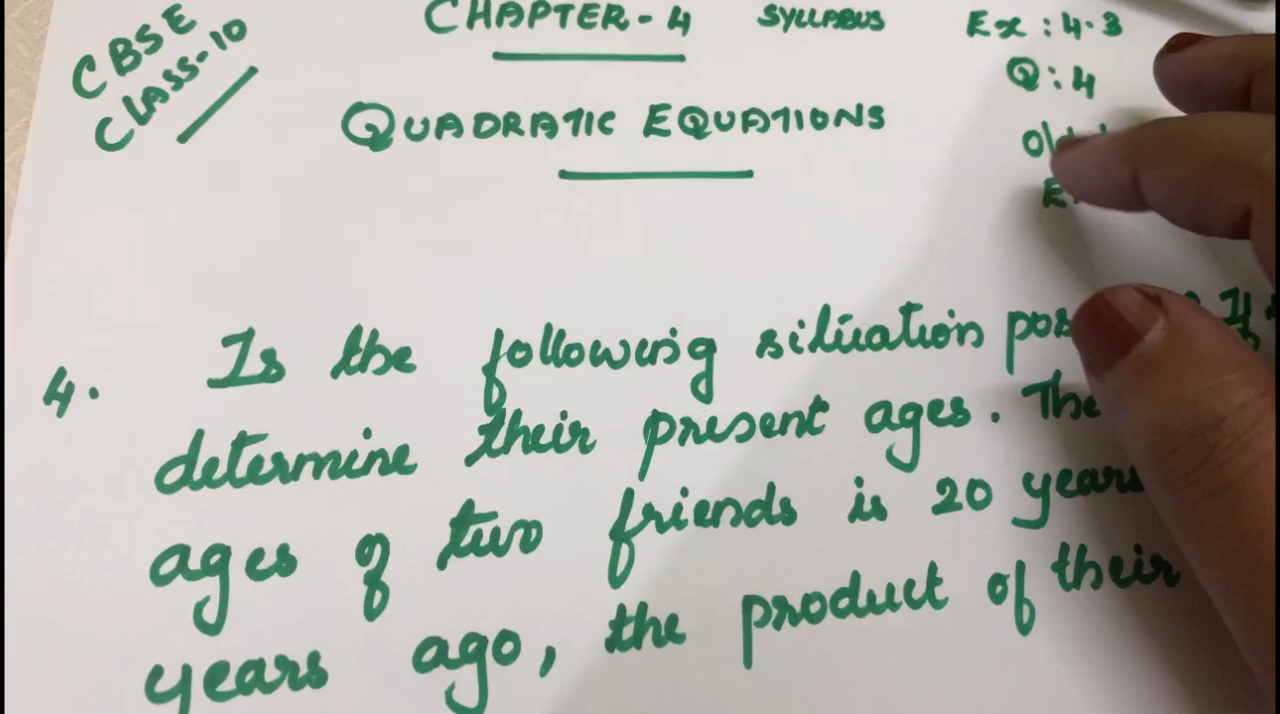 CBSE
CLASS-10
CHAPTER-4 SYLLABUS
Ex : 4.3
Q : 4
QUADRATIC EQUATIONS
4. Is the following situation
determine their present ages. The
ages of two friends is 20 years
years ago, the product of their